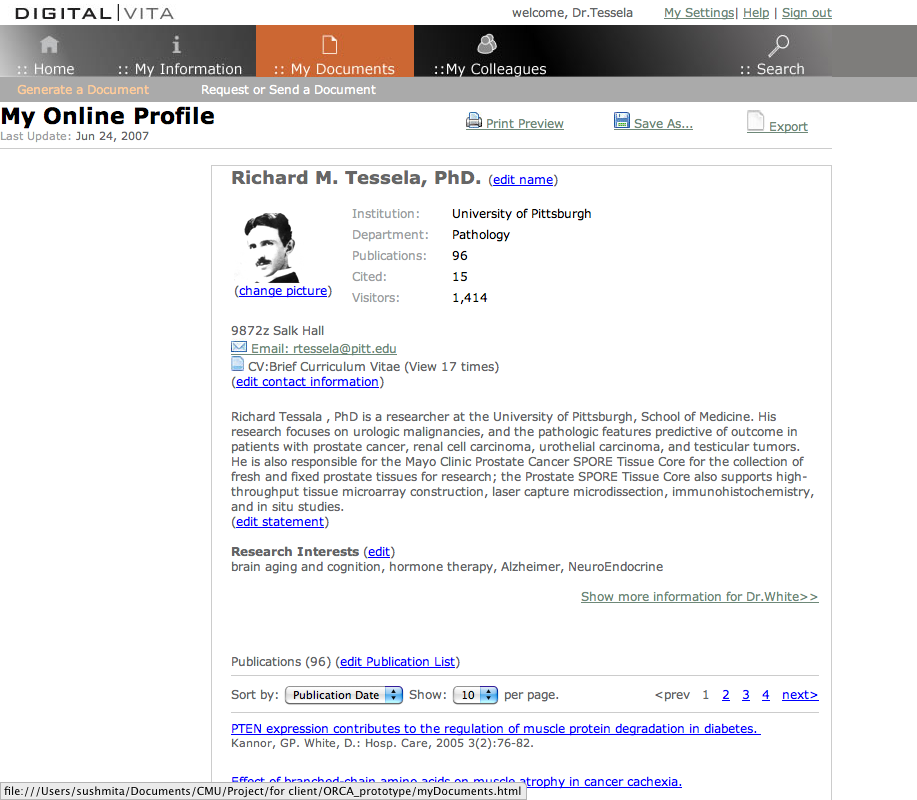 DIGITAL|VITA
welcome, Dr.Tessela My Settings| Help | Sign out
:: Home :: My Information :: My Documents ::My Colleagues :: Search
Generate a Document Request or Send a Document
My Online Profile
Last Update: Jun 24, 2007
Print Preview Save As... Export
Richard M. Tessela, PhD. (edit name)
Institution: University of Pittsburgh
Department: Pathology
Publications: 96
Cited: 15
Visitors: 1,414
(change picture)
9872z Salk Hall
Email: rtessela@pitt.edu
CV:Brief Curriculum Vitae (View 17 times)
(edit contact information)
Richard Tessala , PhD is a researcher at the University of Pittsburgh, School of Medicine. His
research focuses on urologic malignancies, and the pathologic features predictive of outcome in
patients with prostate cancer, renal cell carcinoma, urothelial carcinoma, and testicular tumors.
He is also responsible for the Mayo Clinic Prostate Cancer SPORE Tissue Core for the collection of
fresh and fixed prostate tissues for research; the Prostate SPORE Tissue Core also supports high-
throughput tissue microarray construction, laser capture microdissection, immunohistochemistry,
and in situ studies.
(edit statement)
Research Interests (edit)
brain aging and cognition, hormone therapy, Alzheimer, NeuroEndocrine
Show more information for Dr.White>>
Publications (96) (edit Publication List)
Sort by: Publication Date Show: 10 per page. <prev 1 2 3 4 next>
PTEN expression contributes to the regulation of muscle protein degradation in diabetes.
Kannor, GP. White, D.: Hosp. Care, 2005 3(2):76-82.
Effect of branched-chain amino acids on muscle atrophy in cancer cachexia.
file:///Users/sushmita/Documents/CMU/Project/for client/ORCA_prototype/myDocuments.html